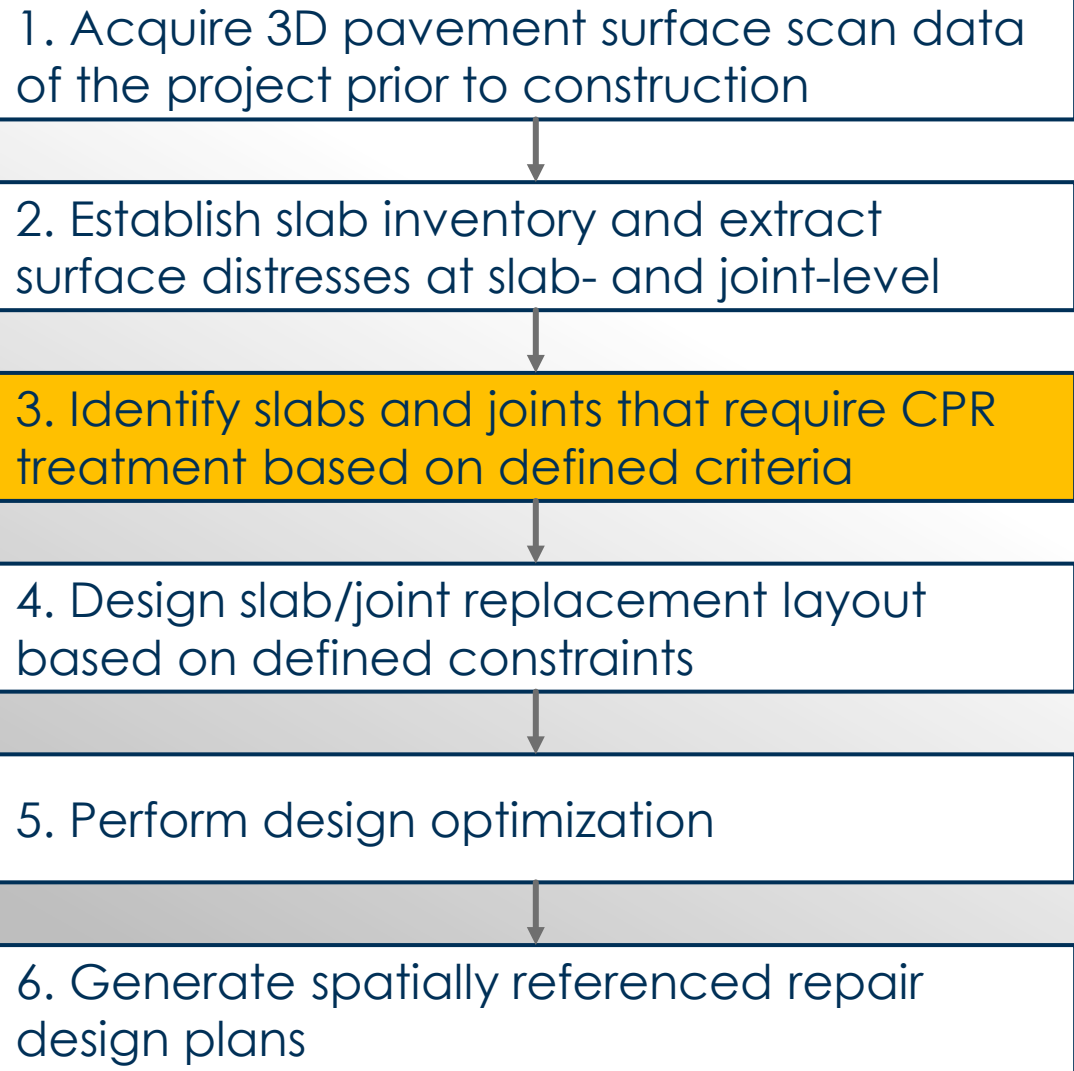 1. Acquire 3D pavement surface scan data
of the project prior to construction
2. Establish slab inventory and extract
surface distresses at slab- and joint-level
3. Identify slabs and joints that require CPR
treatment based on defined criteria
4. Design slab/joint replacement layout
based on defined constraints
5. Perform design optimization
6. Generate spatially referenced repair
design plans